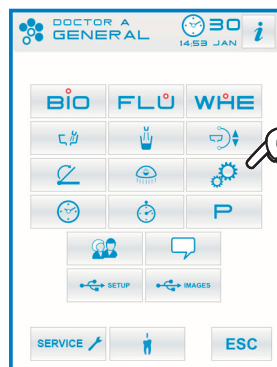 DOCTOR A
GENERAL
30
14:53 JAN
i
BIO FLU WHE
P
SETUP IMAGES
SERVICE ESC